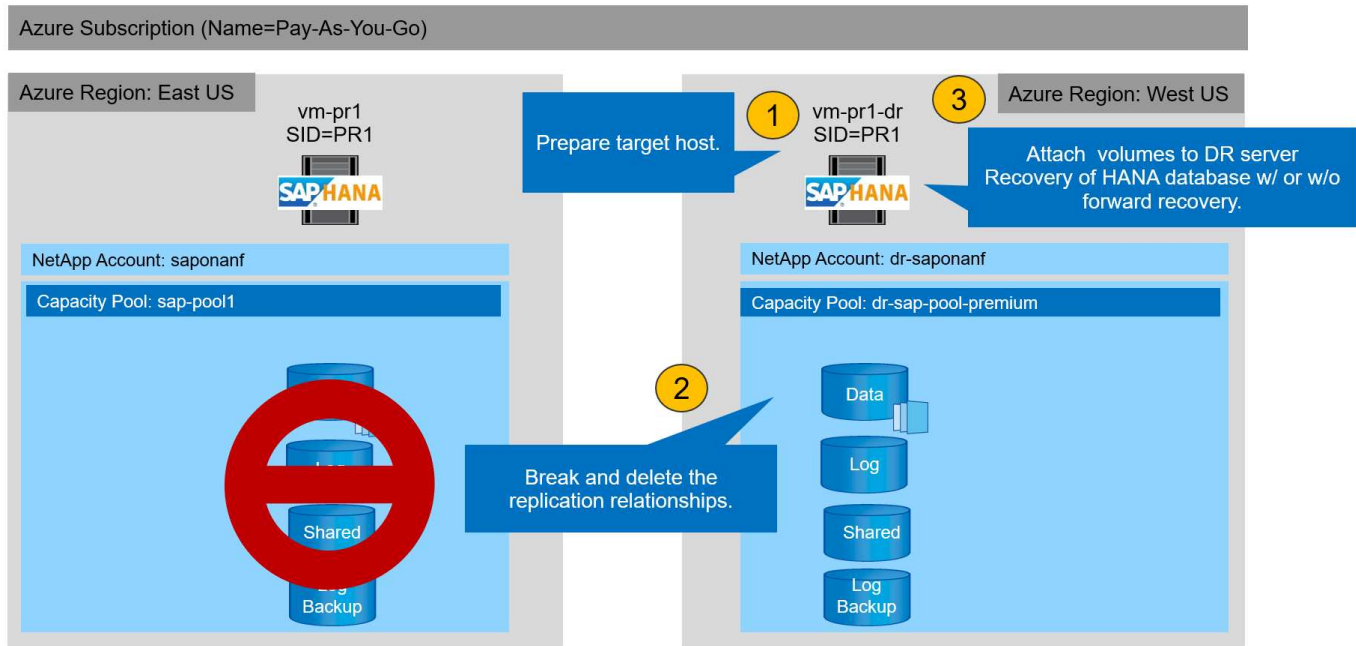 Azure Subscription (Name=Pay-As-You-Go)
Azure Region: East US
vm-pr1
SID=PR1
SAP HANA
NetApp Account: saponanf
Capacity Pool: sap-pool1
Shared
Backup
Prepare target host.
1
2
Break and delete the
replication relationships.
3
Azure Region: West US
vm-pr1-dr
SID=PR1
SAP HANA
Attach volumes to DR server
Recovery of HANA database w/ or w/o
forward recovery.
NetApp Account: dr-saponanf
Capacity Pool: dr-sap-pool-premium
Data
Log
Shared
Log
Backup